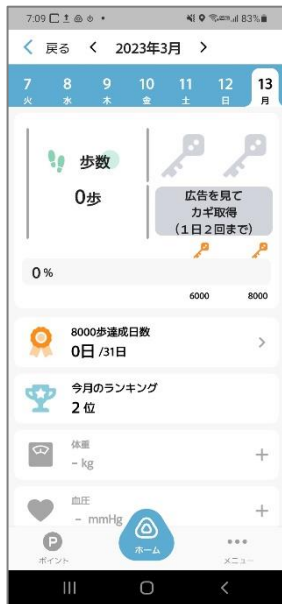 7:09 83%
戻る 2023年3月
7 8 9 10 11 12 13
火 水 木 金 土 日 月
歩数
0歩
広告を見て
カギ取得
(1日2回まで)
0 %
6000 8000
8000歩達成日数
0日 /31日
今月のランキング
2 位
体重
- kg
血圧
- mmHg
P
ポイント ホーム メニュー